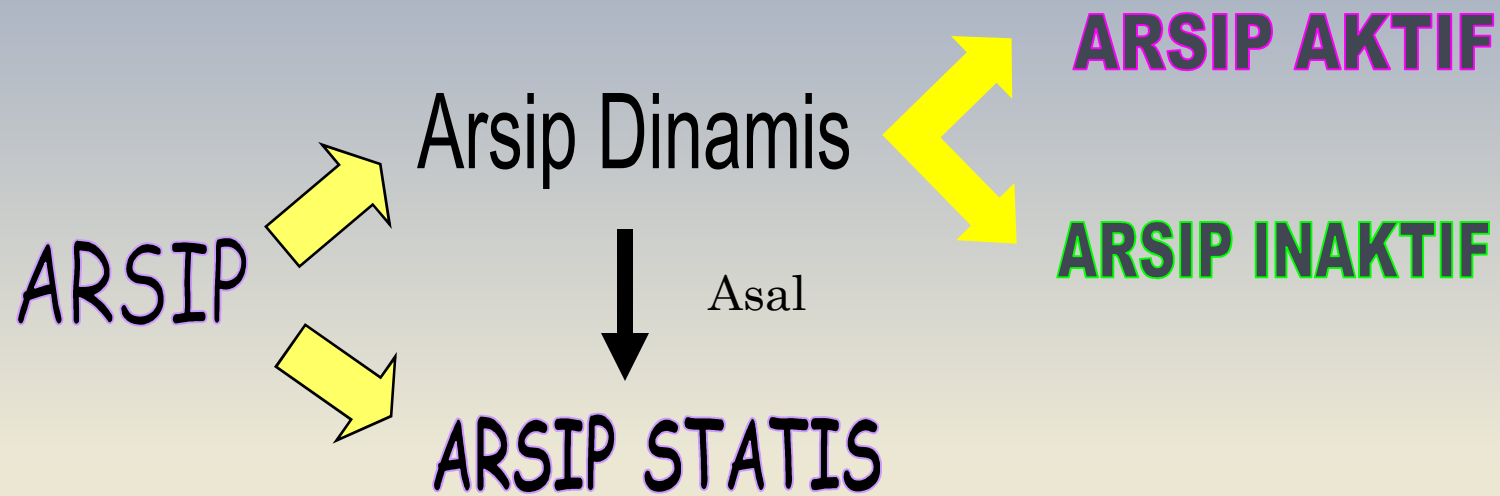 ARSIP AKTIF
Arsip Dinamis
ARSIP INAKTIF
ARSIP
Asal
ARSIP STATIS